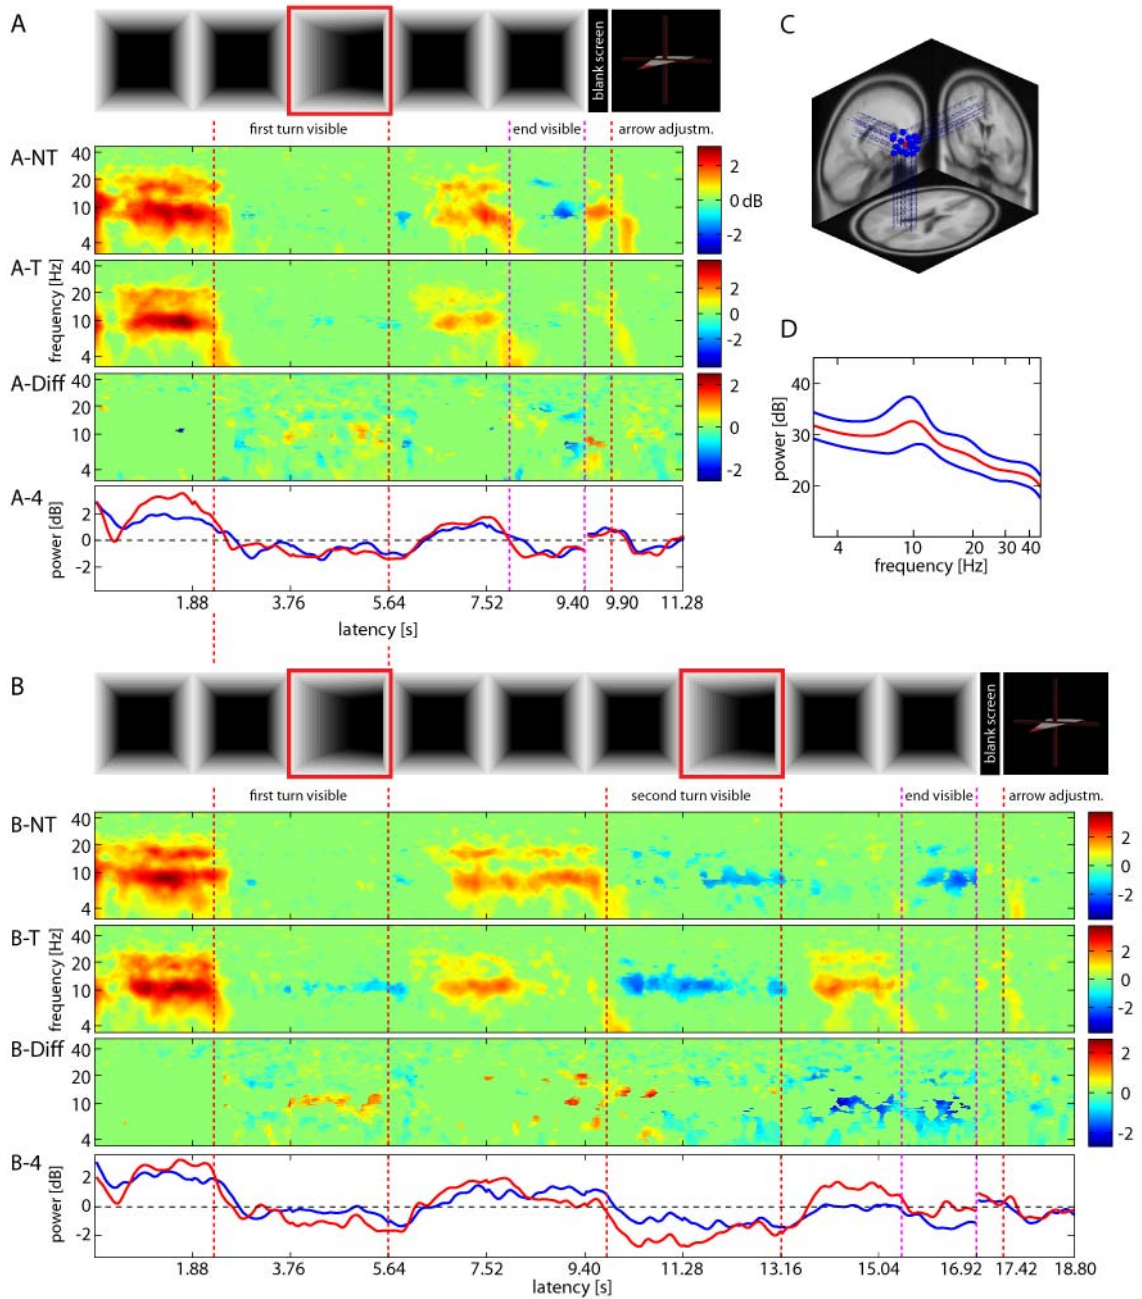 A
blank screen
C
first turn visible
end visible
arrow adjustm.
A-NT
40
20
10
4
2
0 dB
-2
A-T
frequency [Hz]
40
20
10
4
2
0
-2
D
A-Diff
40
20
10
4
2
0
-2
power [dB]
40
30
20
4
10
20
30
40
frequency [Hz]
A-4
power [dB]
2
0
-2
1.88
3.76
5.64
7.52
9.40
9.90
11.28
latency [s]
B
blank screen
first turn visible
second turn visible
end visible
arrow adjustm.
B-NT
40
20
10
4
2
0
-2
B-T
frequency [Hz]
40
20
10
4
2
0
-2
B-Diff
40
20
10
4
2
0
-2
B-4
power [dB]
2
0
-2
1.88
3.76
5.64
7.52
9.40
11.28
13.16
15.04
16.92
17.42
18.80
latency [s]